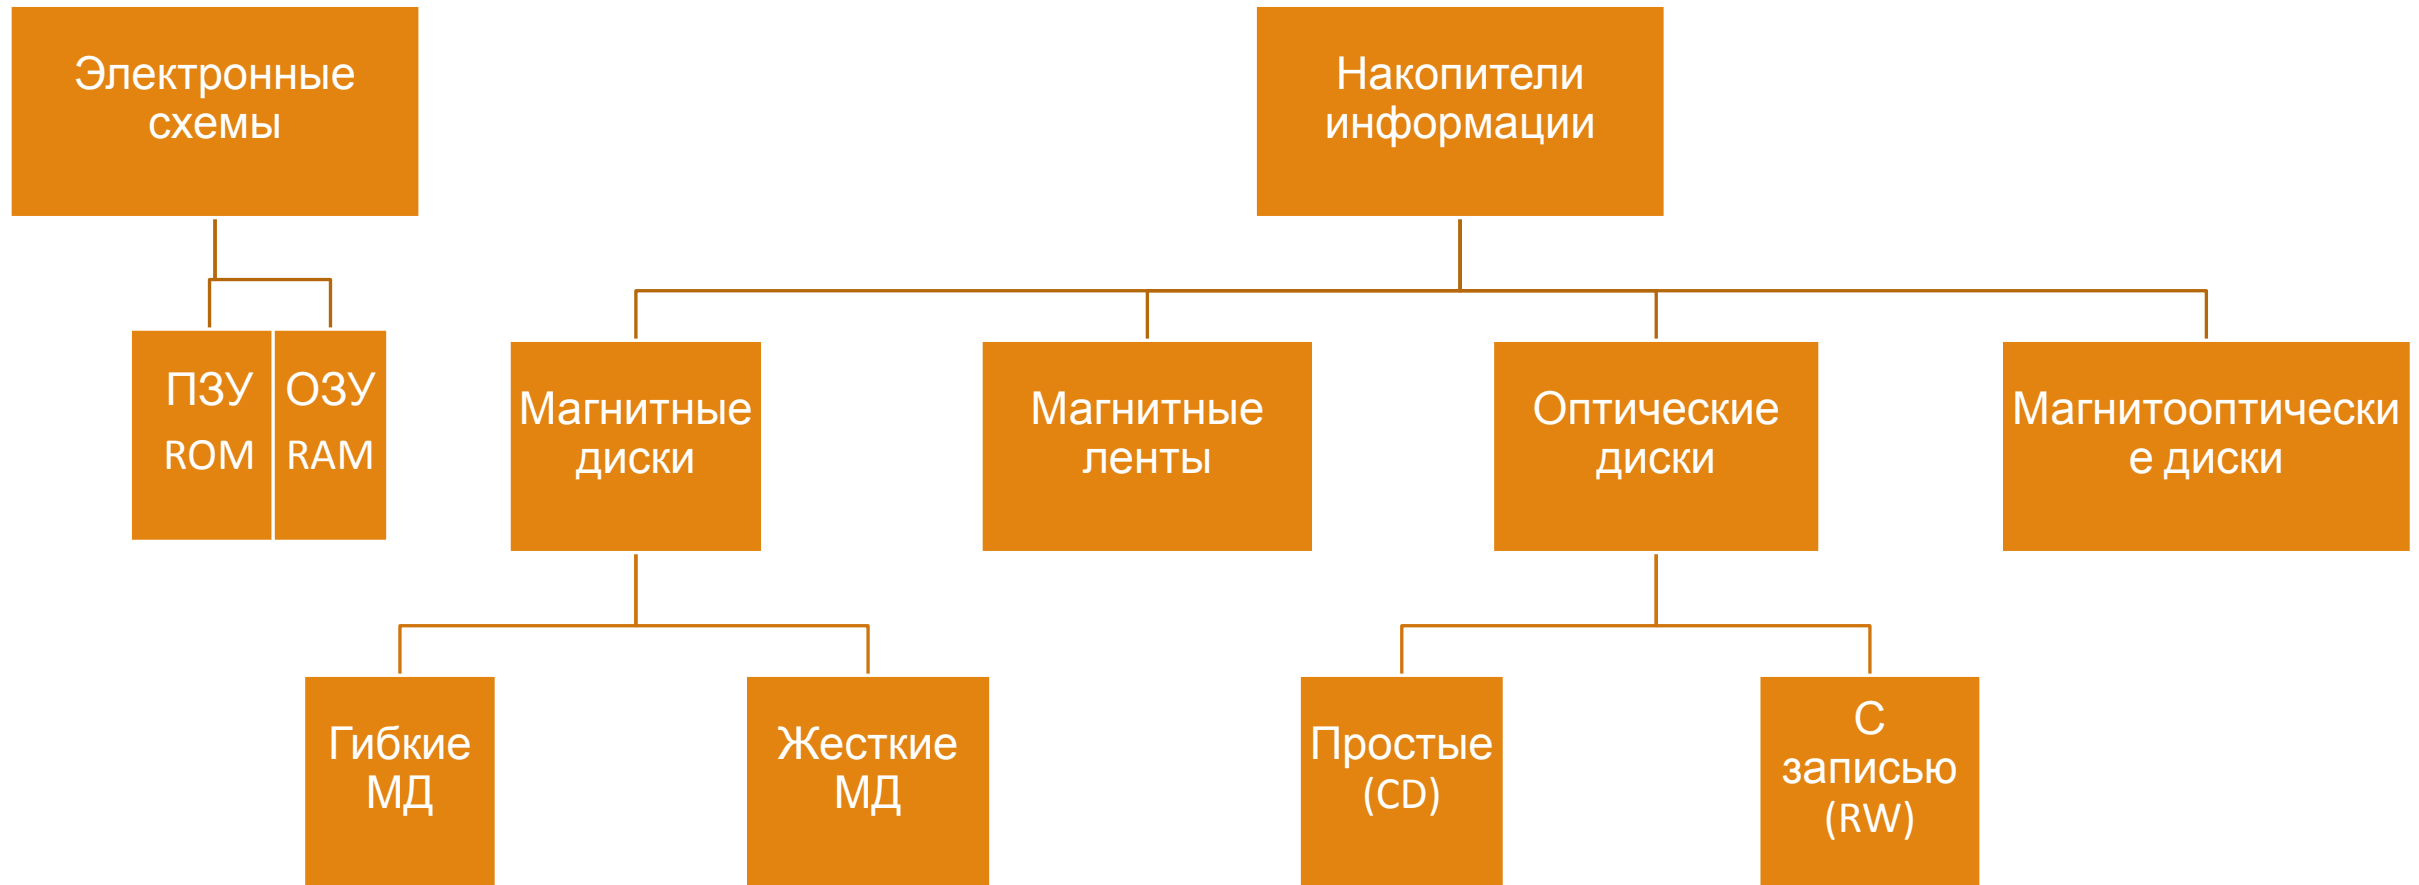 Электронные
схемы
Накопители
информации
ПЗУ
ROM
ОЗУ
RAM
Магнитные
диски
Магнитные
ленты
Оптические
диски
Магнитооптически
е диски
Гибкие
МД
Жесткие
МД
Простые
(CD)
С
записью
(RW)